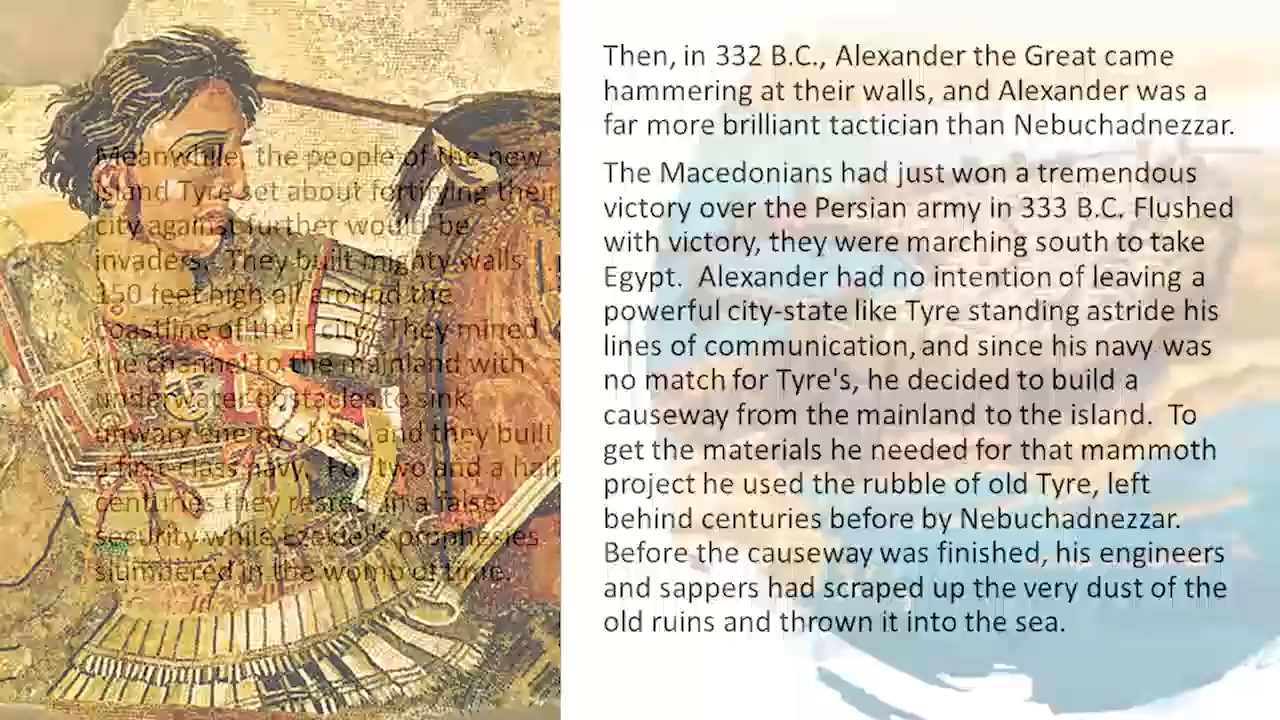 Meanwhile, the people of the new
island Tyre set about fortifying their
city against further would-be
invaders. They built mighty walls
150 feet high all around the
coastline of their city. They mined
the channel to the mainland with
underwater obstacles to sink
unwary enemy ships, and they built
a first-class navy. For two and a half
centuries they rested in a false
security while Ezekiel's prophesies
slumbered in the womb of time.
Then, in 332 B.C., Alexander the Great came
hammering at their walls, and Alexander was a
far more brilliant tactician than Nebuchadnezzar.
The Macedonians had just won a tremendous
victory over the Persian army in 333 B.C. Flushed
with victory, they were marching south to take
Egypt.  Alexander had no intention of leaving a
powerful city-state like Tyre standing astride his
lines of communication, and since his navy was
no match for Tyre's, he decided to build a
causeway from the mainland to the island.  To
get the materials he needed for that mammoth
project he used the rubble of old Tyre, left
behind centuries before by Nebuchadnezzar.
Before the causeway was finished, his engineers
and sappers had scraped up the very dust of the
old ruins and thrown it into the sea.